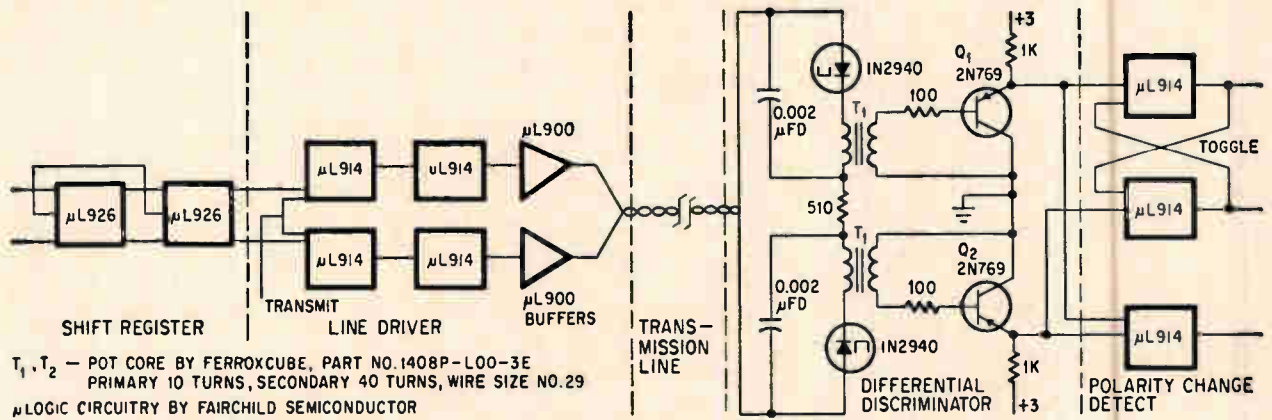 +3
1K
Q1
2N769
IN2940
100
T1
0.002
µFD
µL914
TOGGLE
µL900
µL914
uL914
µL926
µL926
510
T1
µL914
µL914
µL914
Q2
2N769
100
0.002
µFD
µL900
BUFFERS
TRANSMIT
IN2940
µL914
1K
+3
SHIFT REGISTER
LINE DRIVER
TRANS-
MISSION
LINE
DIFFERENTIAL
DISCRIMINATOR
POLARITY CHANGE
DETECT
T1, T2 — POT CORE BY FERROXCUBE, PART NO. 1408P-L00-3E
PRIMARY 10 TURNS, SECONDARY 40 TURNS, WIRE SIZE NO. 29
µLOGIC CIRCUITRY BY FAIRCHILD SEMICONDUCTOR